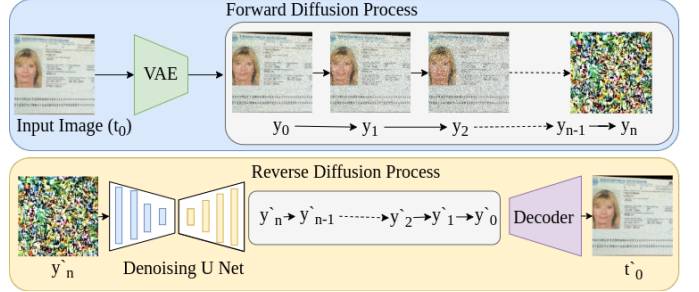 Forward Diffusion Process
VAE
Input Image (t0)
y0
y1
y2
yn-1
yn
Reverse Diffusion Process
y`n
y`n-1
y`2
y`1
y`0
Decoder
y`n
Denoising U Net
t`0